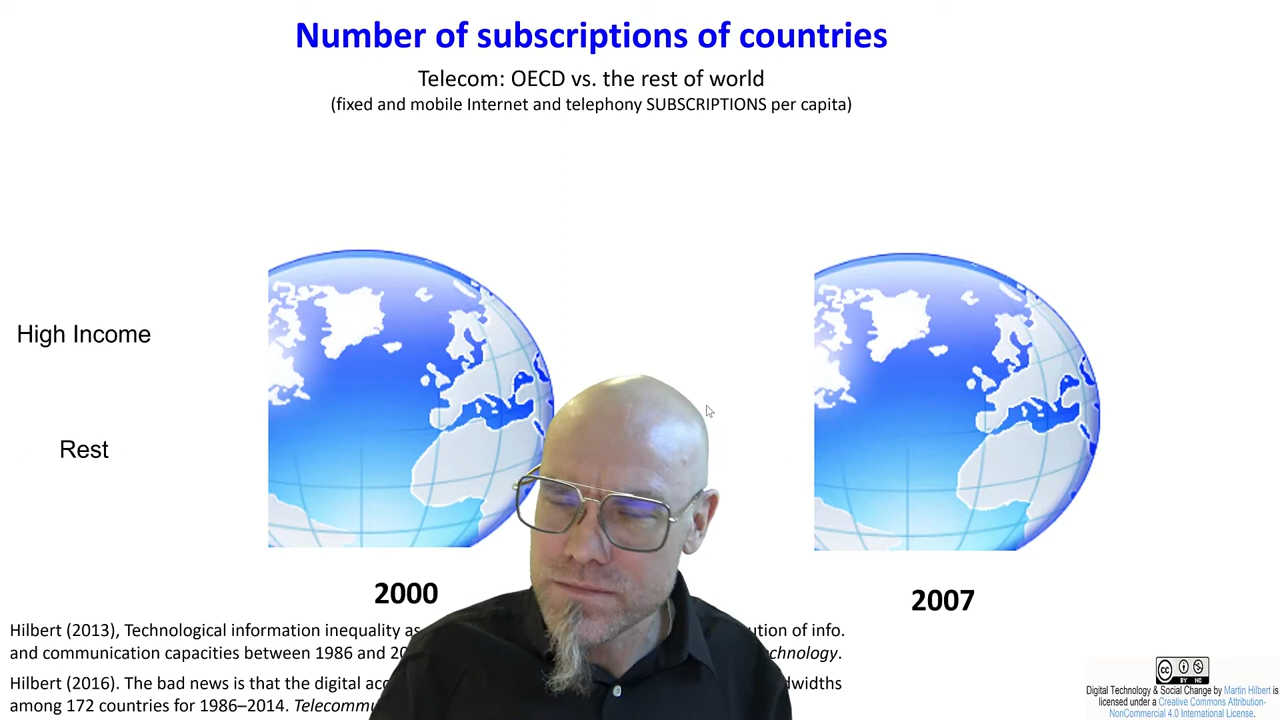 Number of subscriptions of countries
Telecom: OECD vs. the rest of world
(fixed and mobile Internet and telephony SUBSCRIPTIONS per capita)
High Income
Rest
2000
2007
Hilbert (2013), Technological information inequality as ution of info.
and communication capacities between 1986 and 20 chnology.
Hilbert (2016). The bad news is that the digital acc dwidths
among 172 countries for 1986–2014. Telecommu
BY NC
Digital Technology & Social Change by Martin Hilbert is
licensed under a Creative Commons Attribution-
NonCommercial 4.0 International License.